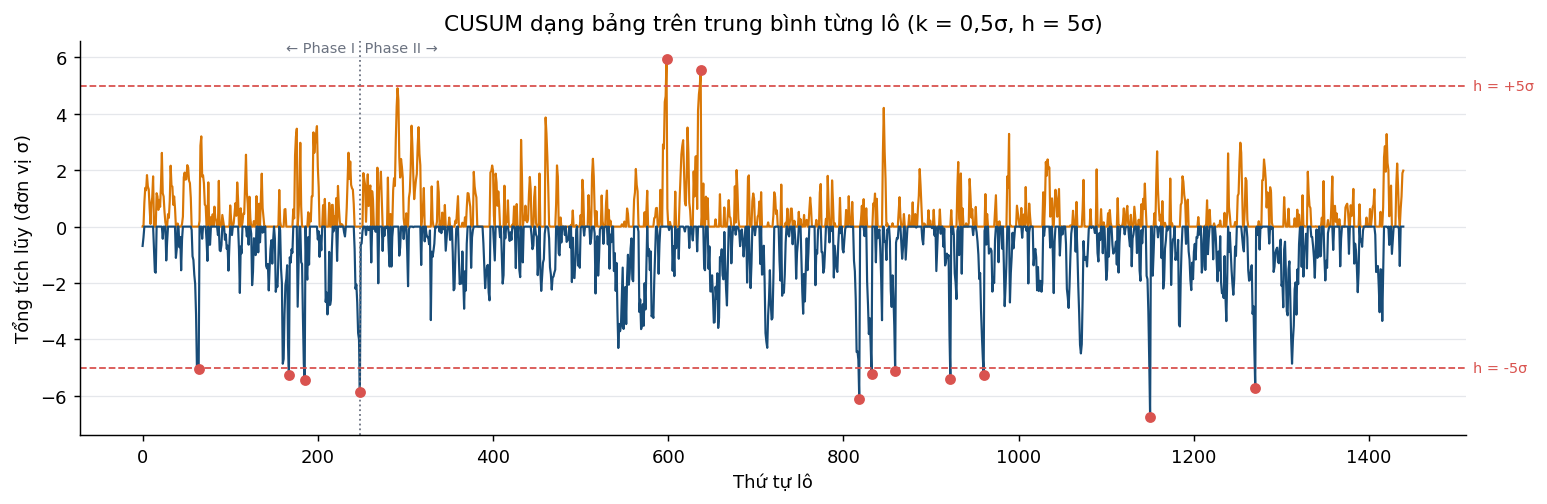 CUSUM dạng bảng trên trung bình từng lô (k = 0,5σ, h = 5σ)
← Phase I
Phase II →
h = +5σ
h = -5σ
Tổng tích lũy (đơn vị σ)
6
4
2
0
−2
−4
−6
0
200
400
600
800
1000
1200
1400
Thứ tự lô